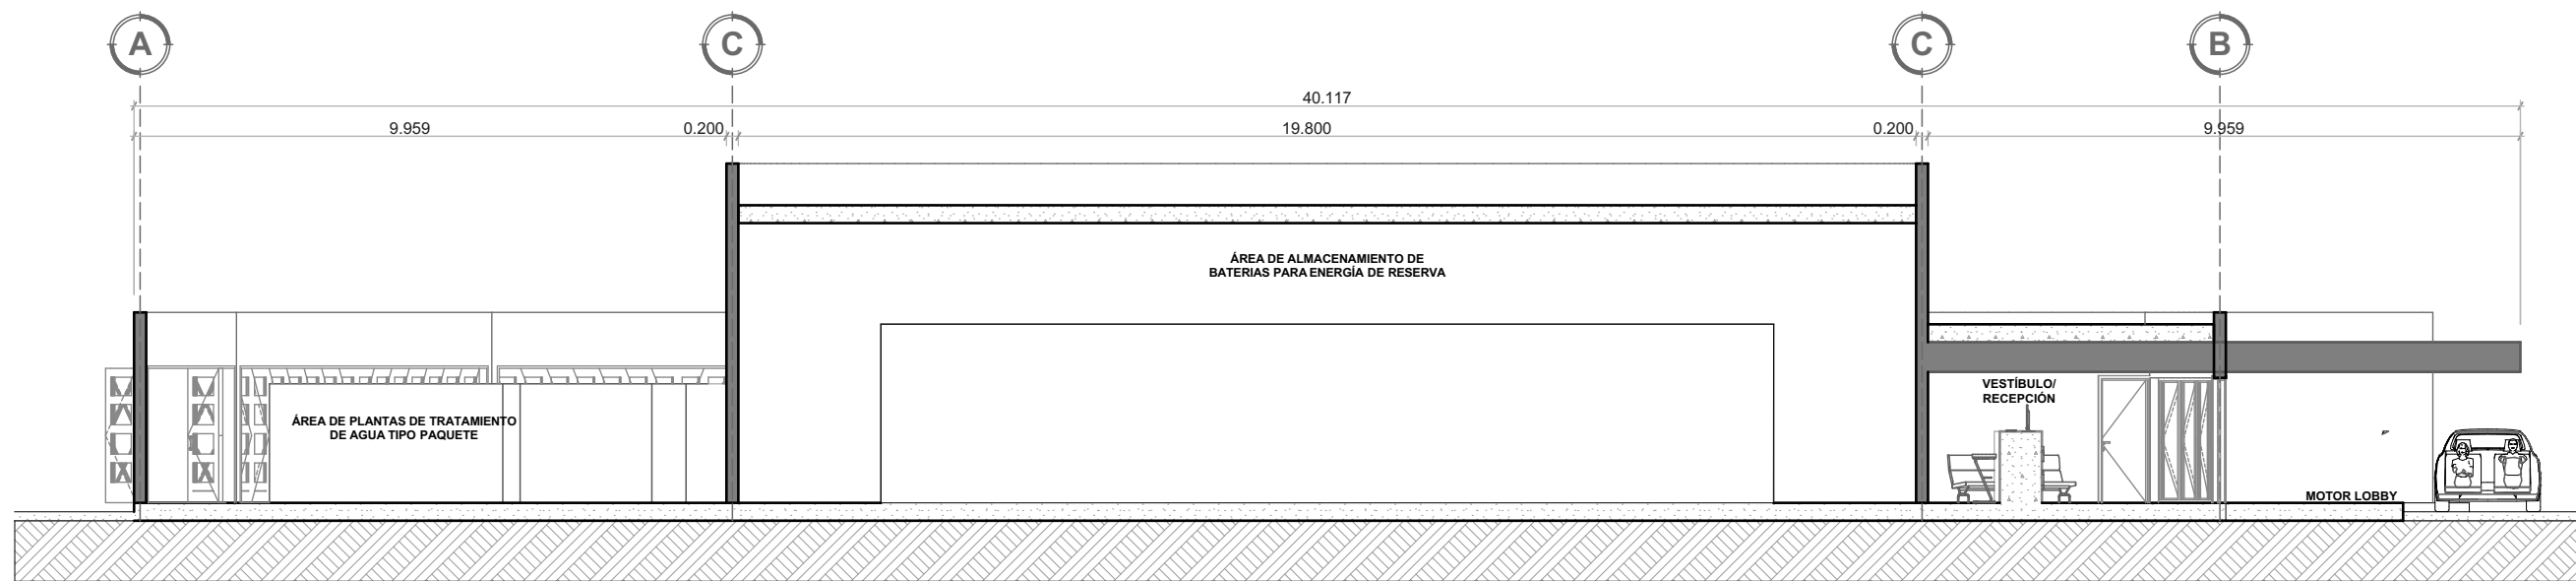 A
C
C
B
40.117
9.959
0.200
19.800
0.200
9.959
ÁREA DE ALMACENAMIENTO DE
BATERIAS PARA ENERGÍA DE RESERVA
VESTÍBULO/
RECEPCIÓN
ÁREA DE PLANTAS DE TRATAMIENTO
DE AGUA TIPO PAQUETE
MOTOR LOBBY